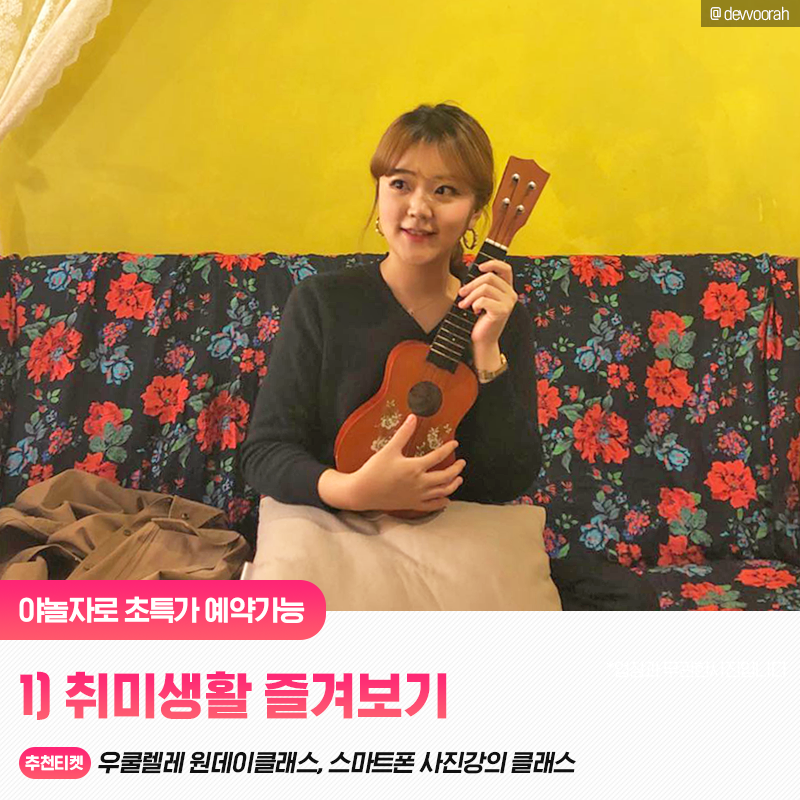 @devvoorah
야놀자로 초특가 예약가능
1) 취미생활 즐겨보기
추천티켓 우쿨렐레 원데이클래스, 스마트폰 사진강의 클래스